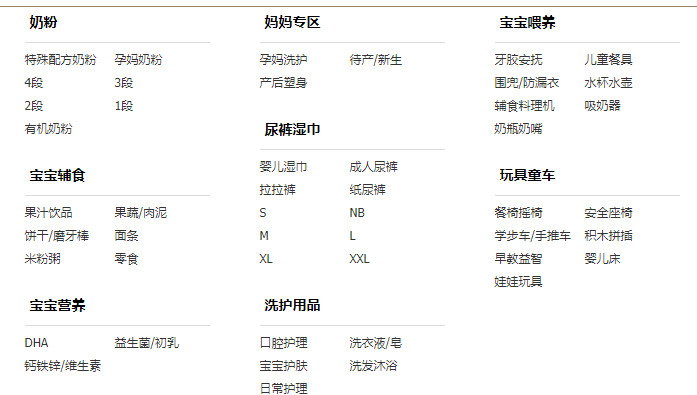 奶粉
特殊配方奶粉 孕妈奶粉
4段 3段
2段 1段
有机奶粉
宝宝辅食
果汁饮品 果蔬/肉泥
饼干/磨牙棒 面条
米粉粥 零食
宝宝营养
DHA 益生菌/初乳
钙铁锌/维生素
妈妈专区
孕妈洗护 待产/新生
产后塑身
尿裤湿巾
婴儿湿巾 成人尿裤
拉拉裤 纸尿裤
S NB
M L
XL XXL
洗护用品
口腔护理 洗衣液/皂
宝宝护肤 洗发沐浴
日常护理
宝宝喂养
牙胶安抚 儿童餐具
围兜/防漏衣 水杯水壶
辅食料理机 吸奶器
奶瓶奶嘴
玩具童车
餐椅摇椅 安全座椅
学步车/手推车 积木拼插
早教益智 婴儿床
娃娃玩具